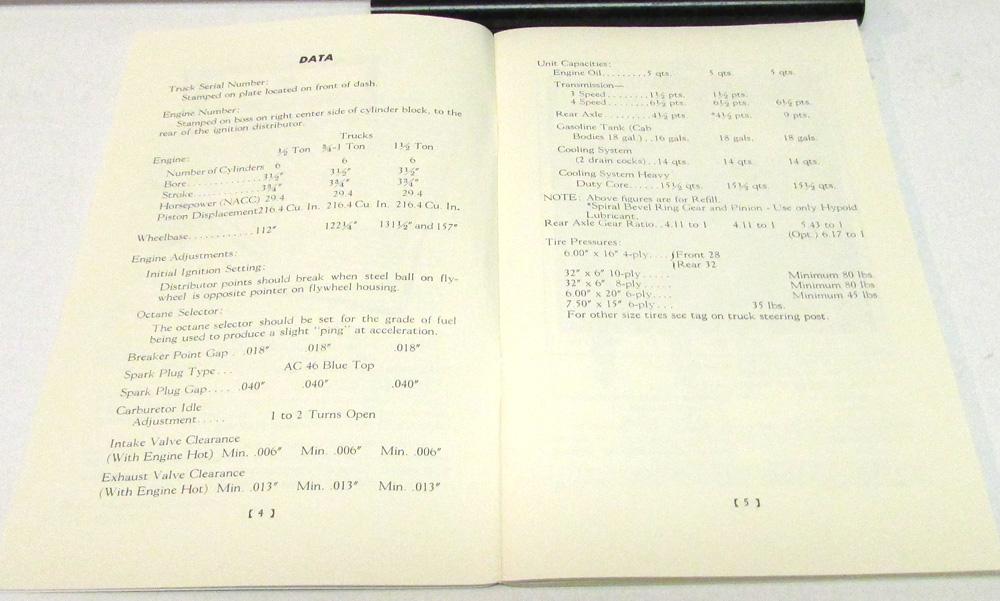 DATA
Truck Serial Number:
Stamped on plate located on front of dash.
Engine Number:
Stamped on boss on right center side of cylinder block, to the
rear of the ignition distributor.
Trucks
½ Ton ¾-1 Ton 1½ Ton
Engine:
Number of Cylinders 6 6 6
Bore............... 3½" 3½" 3½"
Stroke............. 3¾" 3¾" 3¾"
Horsepower (NACC) 29.4 29.4 29.4
Piston Displacement 216.4 Cu. In. 216.4 Cu. In. 216.4 Cu. In.
Wheelbase............ 112" 122¼" 131½" and 157"
Engine Adjustments:
Initial Ignition Setting:
Distributor points should break when steel ball on fly-
wheel is opposite pointer on flywheel housing.
Octane Selector:
The octane selector should be set for the grade of fuel
being used to produce a slight "ping" at acceleration.
Breaker Point Gap . .018" .018" .018"
Spark Plug Type... AC 46 Blue Top
Spark Plug Gap.... .040" .040" .040"
Carburetor Idle
Adjustment..... 1 to 2 Turns Open
Intake Valve Clearance
(With Engine Hot) Min. .006" Min. .006" Min. .006"
Exhaust Valve Clearance
(With Engine Hot) Min. .013" Min. .013" Min. .013"
[ 4 ]
Unit Capacities:
Engine Oil......... 5 qts. 5 qts. 5 qts.
Transmission—
3 Speed........ 1½ pts. 1½ pts.
4 Speed........ 6½ pts. 6½ pts. 6½ pts.
Rear Axle......... 4½ pts. *4½ pts. 9 pts.
Gasoline Tank (Cab
Bodies 18 gal.).. 16 gals. 18 gals. 18 gals.
Cooling System
(2 drain cocks).. 14 qts. 14 qts. 14 qts.
Cooling System Heavy
Duty Core...... 15½ qts. 15½ qts. 15½ qts.
NOTE: Above figures are for Refill.
*Spiral Bevel Ring Gear and Pinion - Use only Hypoid
Lubricant.
Rear Axle Gear Ratio.. 4.11 to 1 4.11 to 1 5.43 to 1
(Opt.) 6.17 to 1
Tire Pressures:
6.00" x 16" 4-ply.... {Front 28
{Rear 32
32" x 6" 10-ply..... Minimum 80 lbs.
32" x 6" 8-ply..... Minimum 80 lbs.
6.00" x 20" 6-ply.... Minimum 45 lbs.
7.50" x 15" 6-ply... 35 lbs.
For other size tires see tag on truck steering post.
[ 5 ]